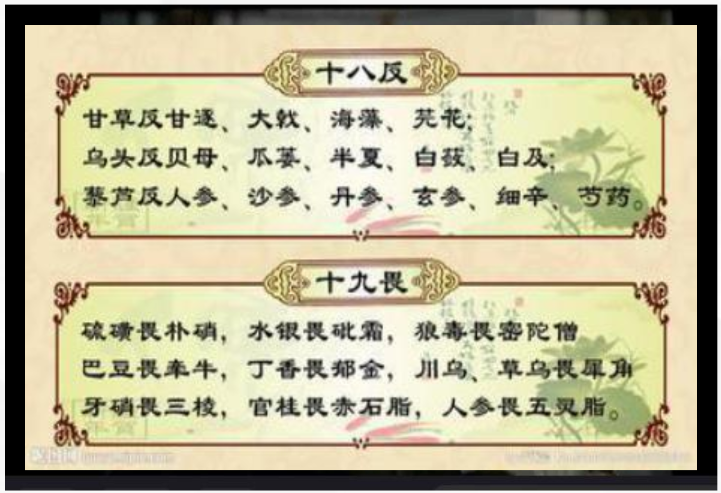 十八反
甘草反甘遂、大戟、海藻、芫花;
乌头反贝母、瓜蒌、半夏、白蔹、白及;
藜芦反人参、沙参、丹参、玄参、细辛、芍药。
十九畏
硫磺畏朴硝，水银畏砒霜，狼毒畏密陀僧
巴豆畏牵牛，丁香畏郁金，川乌、草乌畏犀角
牙硝畏三棱，官桂畏赤石脂，人参畏五灵脂。